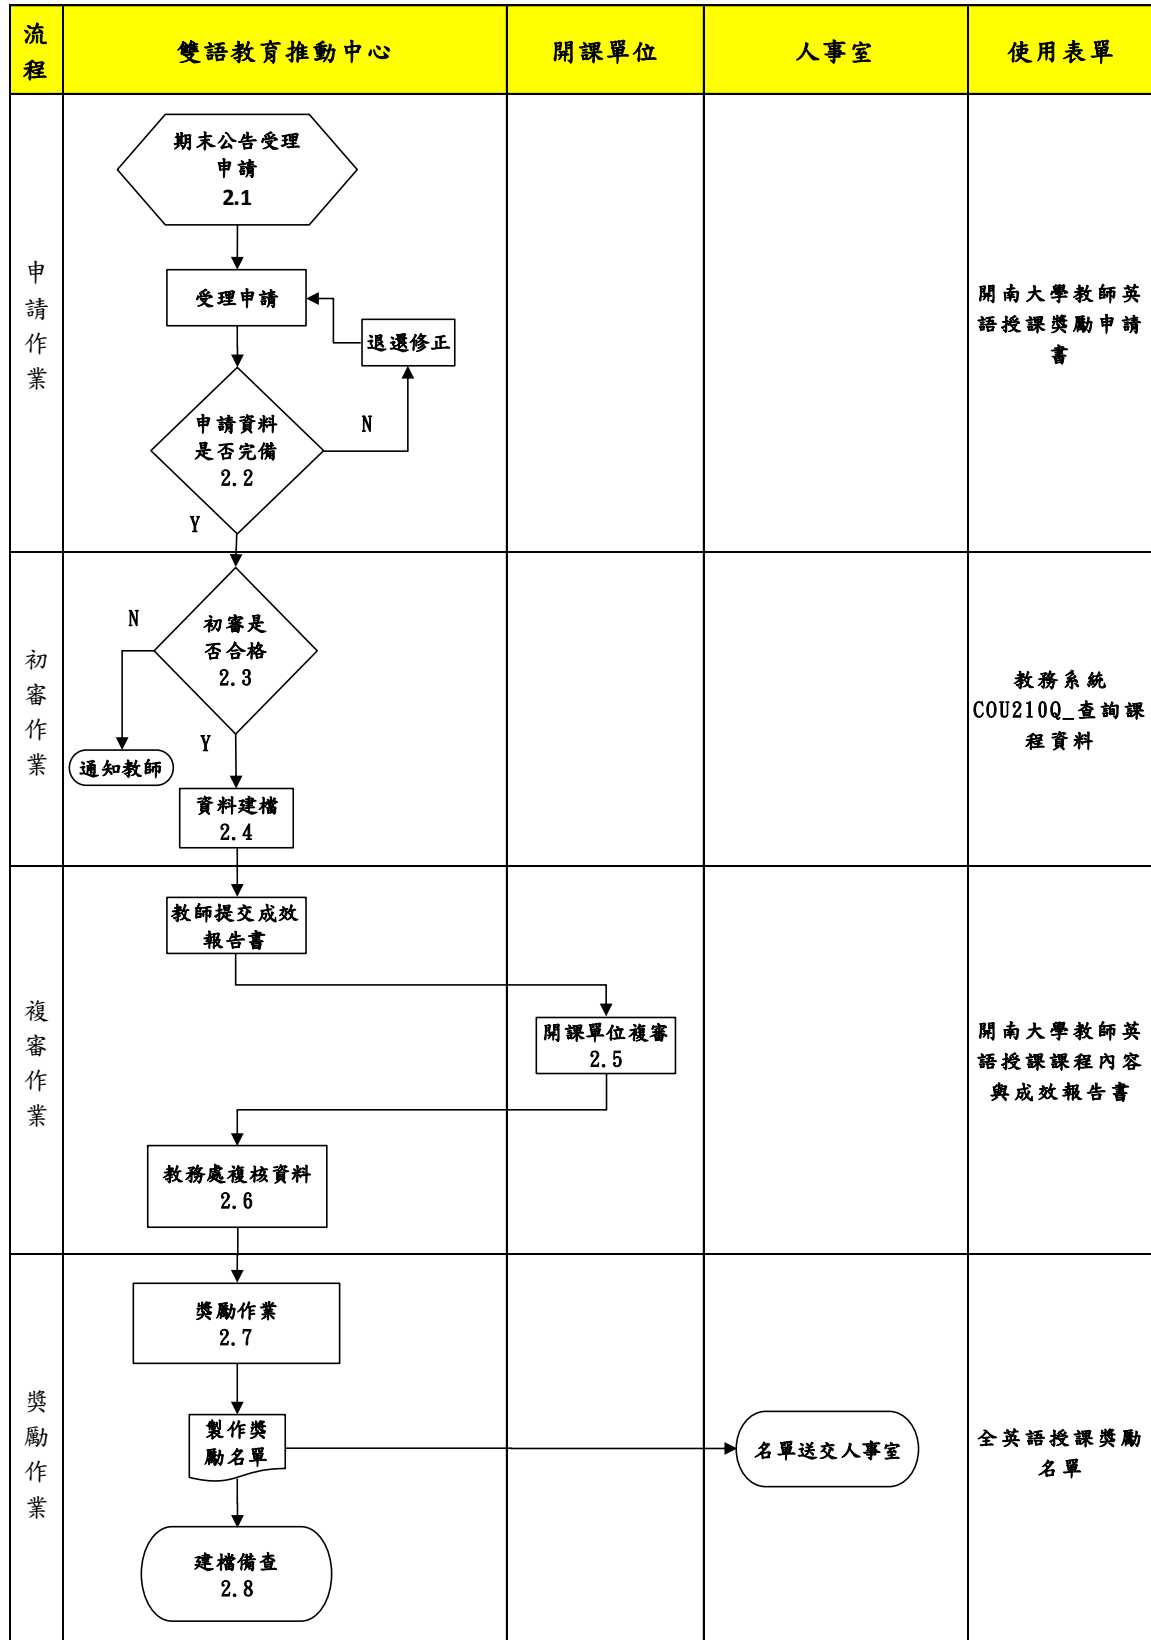 流
程
雙語教育推動中心
開課單位
人事室
使用表單
申
請
作
業
期末公告受理
申請
2.1
受理申請
退還修正
申請資料
是否完備
2.2
N
Y
開南大學教師英
語授課獎勵申請
書
初
審
作
業
N
初審是
否合格
2.3
Y
通知教師
資料建檔
2.4
教務系統
COU210Q_查詢課
程資料
複
審
作
業
教師提交成效
報告書
開課單位複審
2.5
教務處複核資料
2.6
開南大學教師英
語授課課程內容
與成效報告書
獎
勵
作
業
獎勵作業
2.7
製作獎
勵名單
名單送交人事室
建檔備查
2.8
全英語授課獎勵
名單